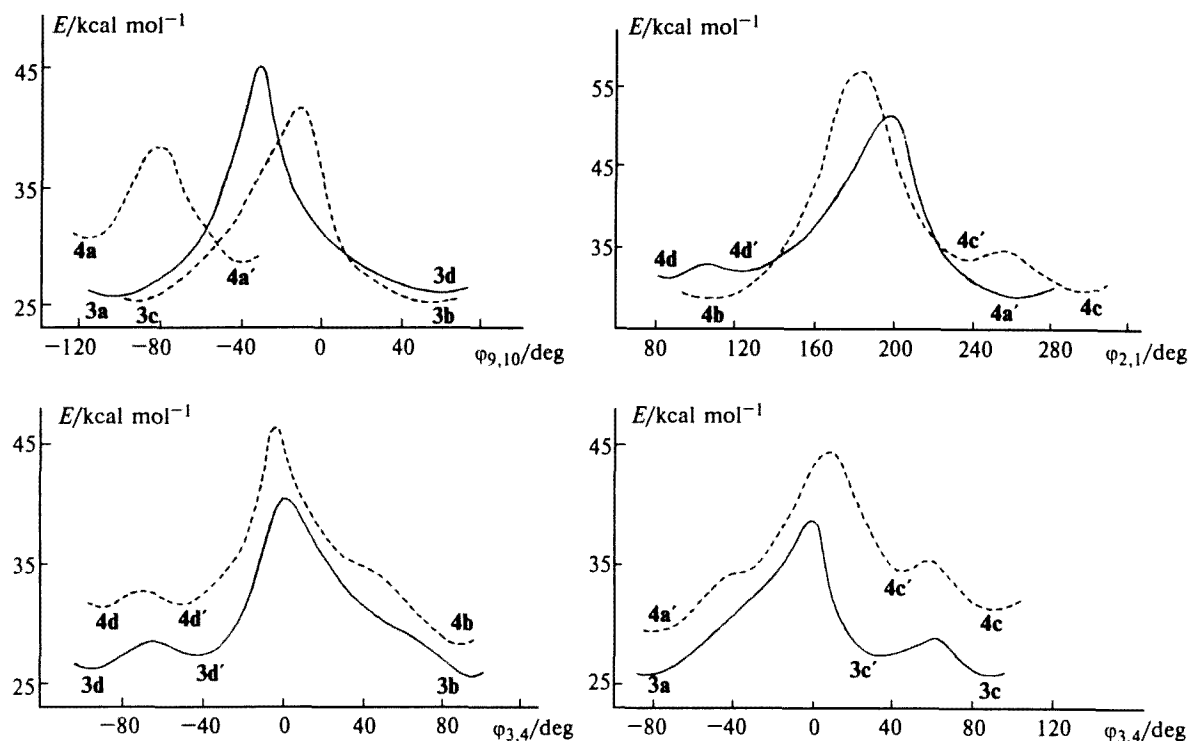 E/kcal mol−1
45
35
25
4a
4a′
3a
3c
3d
3b
−120 −80 −40 0 40 φ9,10/deg
E/kcal mol−1
55
45
35
4d
4d′
4b
4c′
4a′
4c
80 120 160 200 240 280 φ2,1/deg
E/kcal mol−1
45
35
25
4d
4d′
4b
3d
3d′
3b
−80 −40 0 40 80 φ3,4/deg
E/kcal mol−1
45
35
25
4a′
4c′
4c
3a
3c′
3c
−80 −40 0 40 80 120 φ3,4/deg